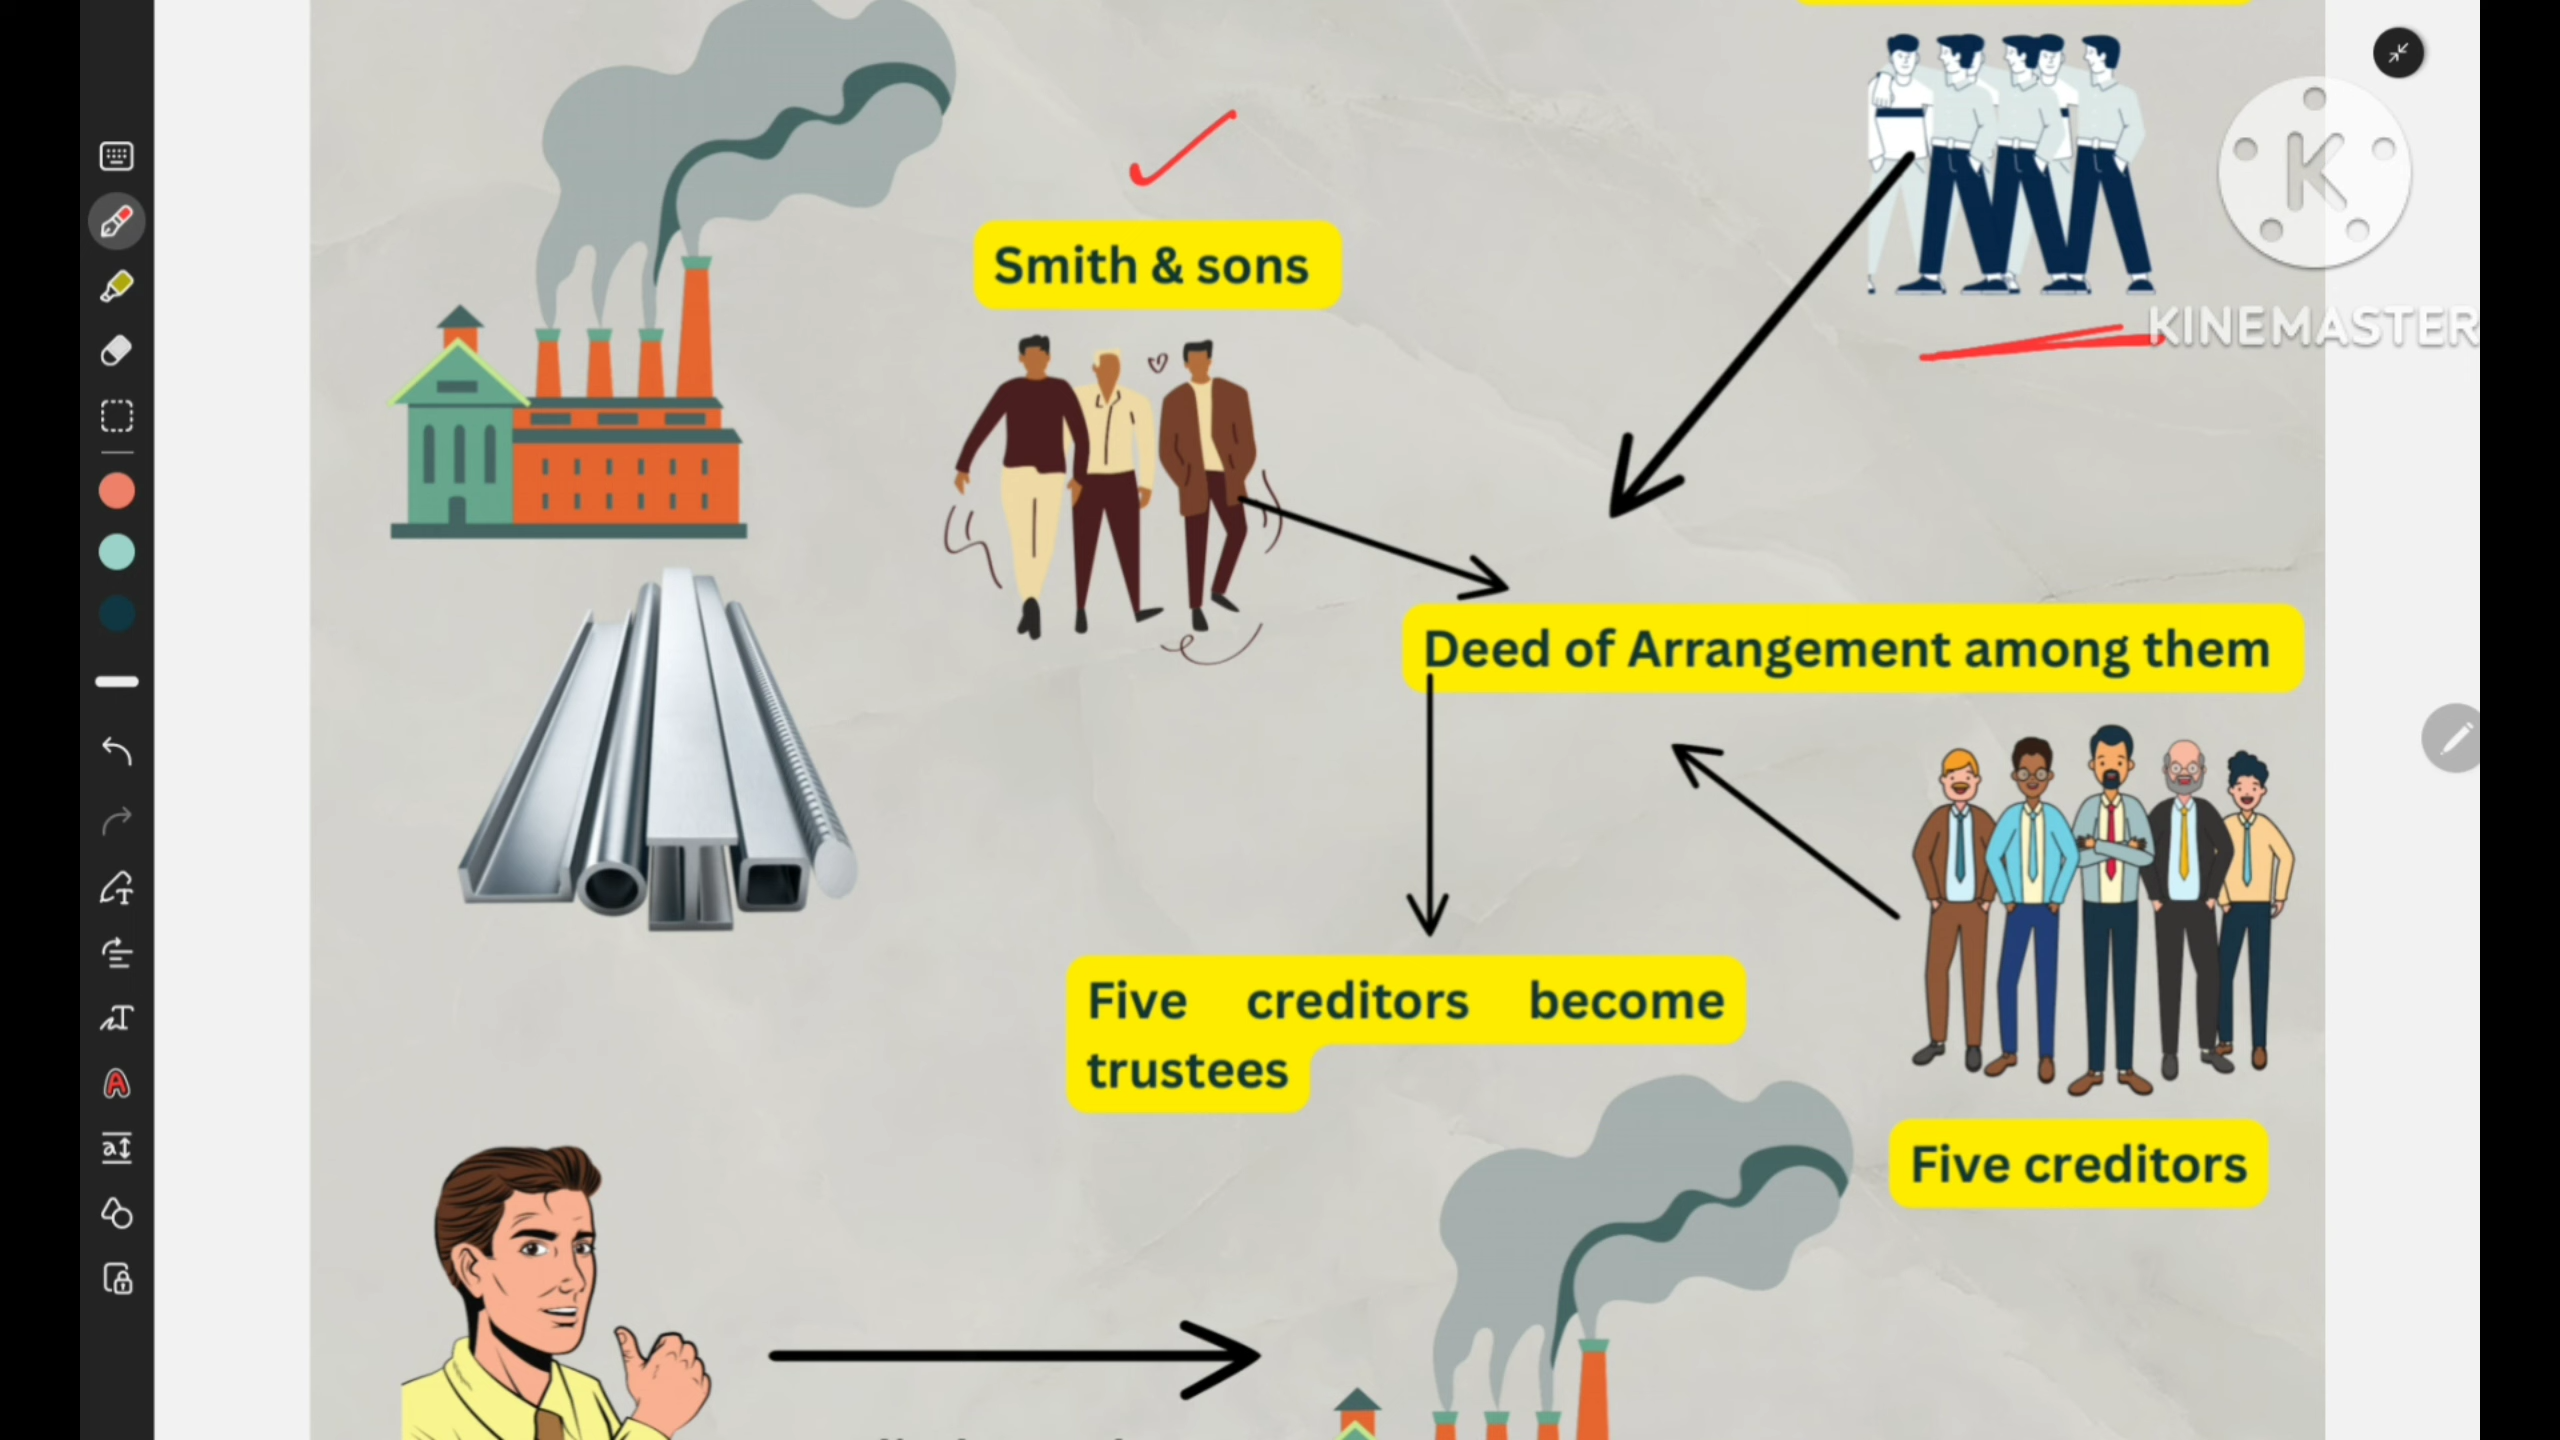 Smith & sons
KINEMASTER
Deed of Arrangement among them
Five creditors become
trustees
Five creditors